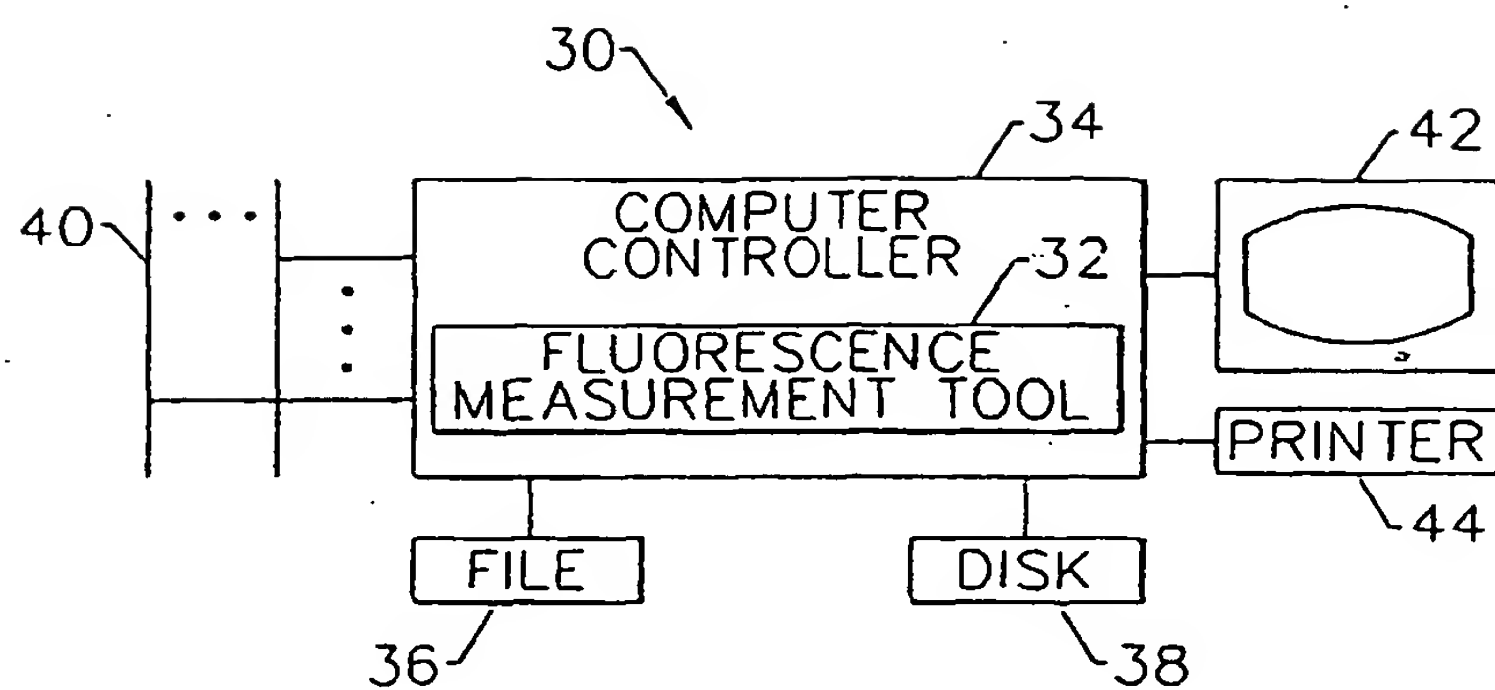 30
34
42
40
COMPUTER
CONTROLLER
32
FLUORESCENCE
MEASUREMENT TOOL
PRINTER
44
FILE
DISK
36
38